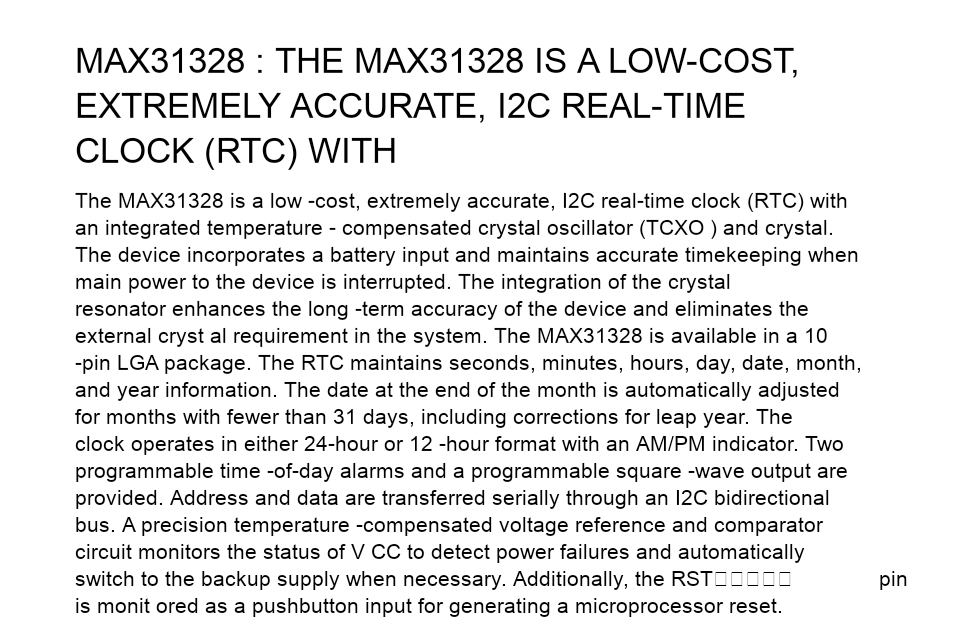 MAX31328 : THE MAX31328 IS A LOW-COST,
EXTREMELY ACCURATE, I2C REAL-TIME
CLOCK (RTC) WITH
The MAX31328 is a low -cost, extremely accurate, I2C real-time clock (RTC) with
an integrated temperature - compensated crystal oscillator (TCXO ) and crystal.
The device incorporates a battery input and maintains accurate timekeeping when
main power to the device is interrupted. The integration of the crystal
resonator enhances the long -term accuracy of the device and eliminates the
external cryst al requirement in the system. The MAX31328 is available in a 10
-pin LGA package. The RTC maintains seconds, minutes, hours, day, date, month,
and year information. The date at the end of the month is automatically adjusted
for months with fewer than 31 days, including corrections for leap year. The
clock operates in either 24-hour or 12 -hour format with an AM/PM indicator. Two
programmable time -of-day alarms and a programmable square -wave output are
provided. Address and data are transferred serially through an I2C bidirectional
bus. A precision temperature -compensated voltage reference and comparator
circuit monitors the status of V CC to detect power failures and automatically
switch to the backup supply when necessary. Additionally, the RST□□□□□ pin
is monit ored as a pushbutton input for generating a microprocessor reset.